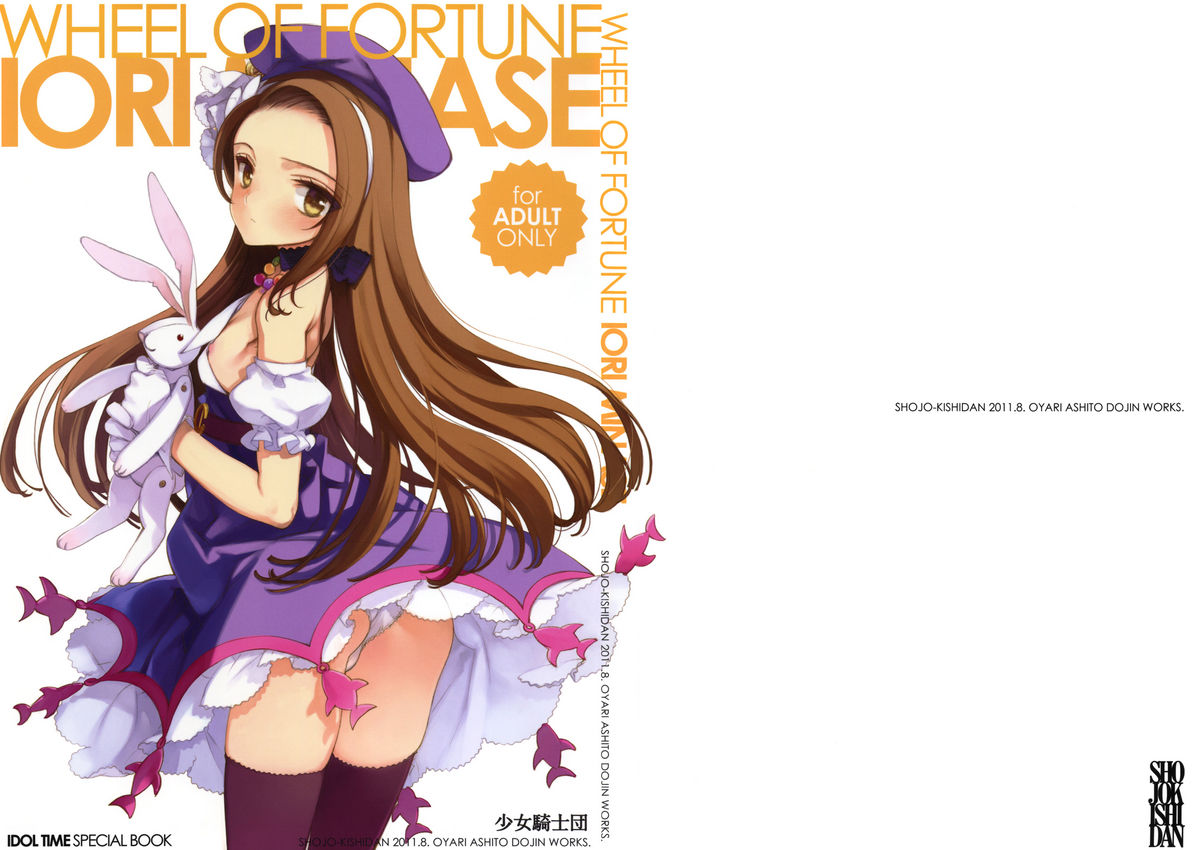 WHEEL OF FORTUNE
IORI M ASE
for
ADULT
ONLY
WHEEL OF FORTUNE IORI
SHOJO-KISHIDAN 2011.8. OYARI ASHITO DOJIN WORKS.
SHOJO-KISHIDAN 2011.8. OYARI ASHITO DOJIN WORKS.
少女騎士団
IDOL TIME SPECIAL BOOK
SHOJO-KISHIDAN 2011.8. OYARI ASHITO DOJIN WORKS.
SHO
JOK
ISHI
DAN